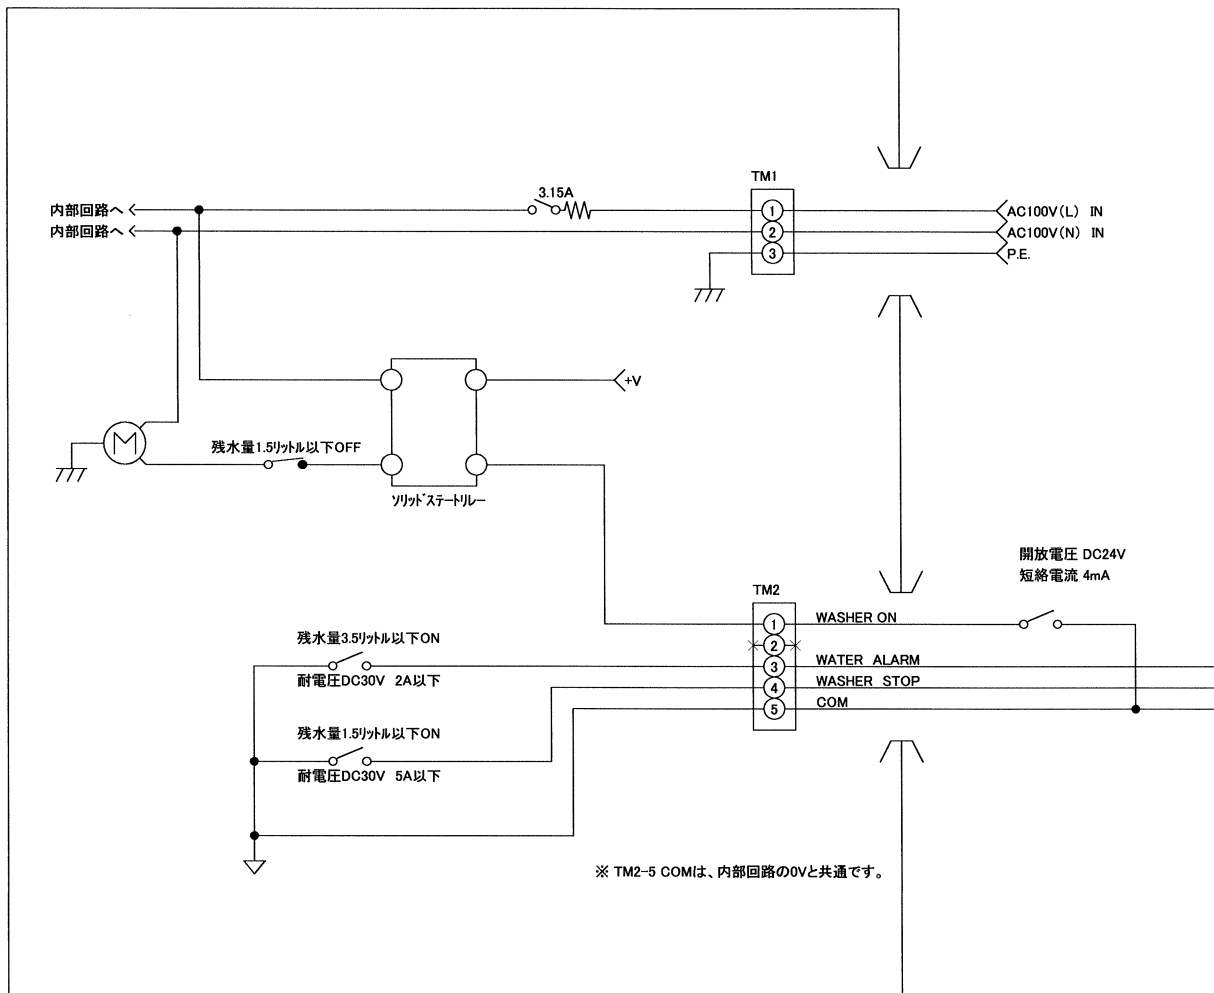 TM1
3.15A
内部回路へ
1
AC100V(L) IN
内部回路へ
2
AC100V(N) IN
3
P.E.
+V
M
残水量1.5リットル以下OFF
ソリッドステートリレー
開放電圧 DC24V
短絡電流 4mA
TM2
1
WASHER ON
2
残水量3.5リットル以下ON
3
WATER ALARM
耐電圧DC30V 2A以下
4
WASHER STOP
5
COM
残水量1.5リットル以下ON
耐電圧DC30V 5A以下
※ TM2-5 COMは、内部回路の0Vと共通です。